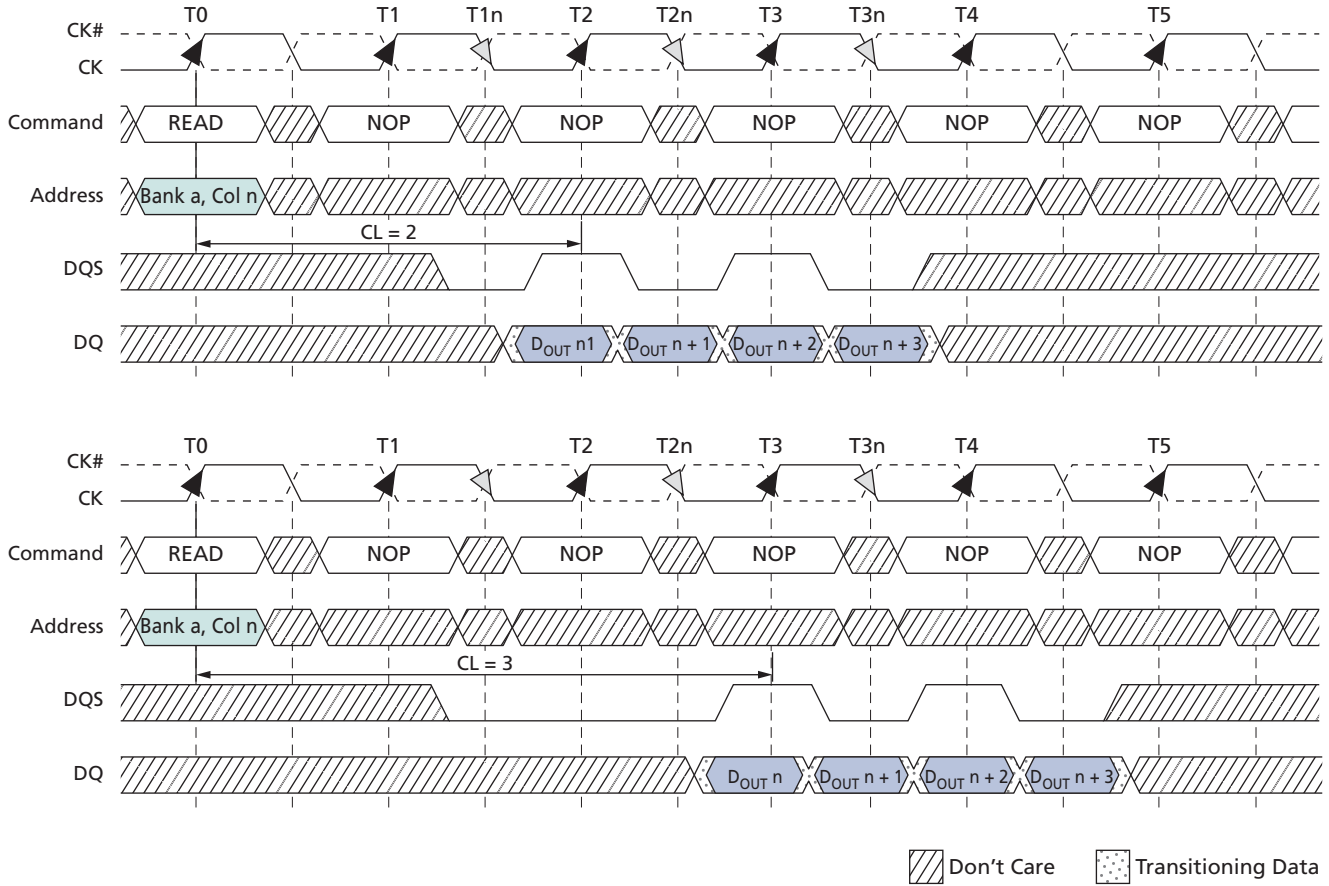 T0 T1 T1n T2 T2n T3 T3n T4 T5
CK#
CK
Command READ NOP NOP NOP NOP NOP
Address Bank a, Col n
CL = 2
DQS
DQ DOUT n1 DOUT n + 1 DOUT n + 2 DOUT n + 3
T0 T1 T2 T2n T3 T3n T4 T5
CK#
CK
Command READ NOP NOP NOP NOP NOP
Address Bank a, Col n
CL = 3
DQS
DQ DOUT n DOUT n + 1 DOUT n + 2 DOUT n + 3
Don't Care Transitioning Data